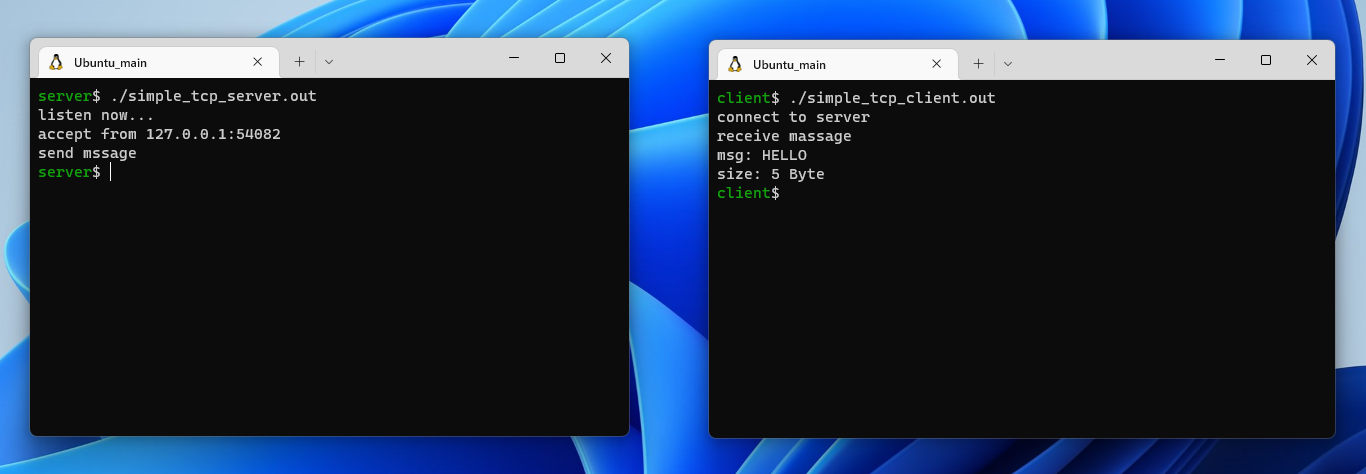 Ubuntu_main
server$ ./simple_tcp_server.out
listen now...
accept from 127.0.0.1:54082
send mssage
server$
Ubuntu_main
client$ ./simple_tcp_client.out
connect to server
receive massage
msg: HELLO
size: 5 Byte
client$